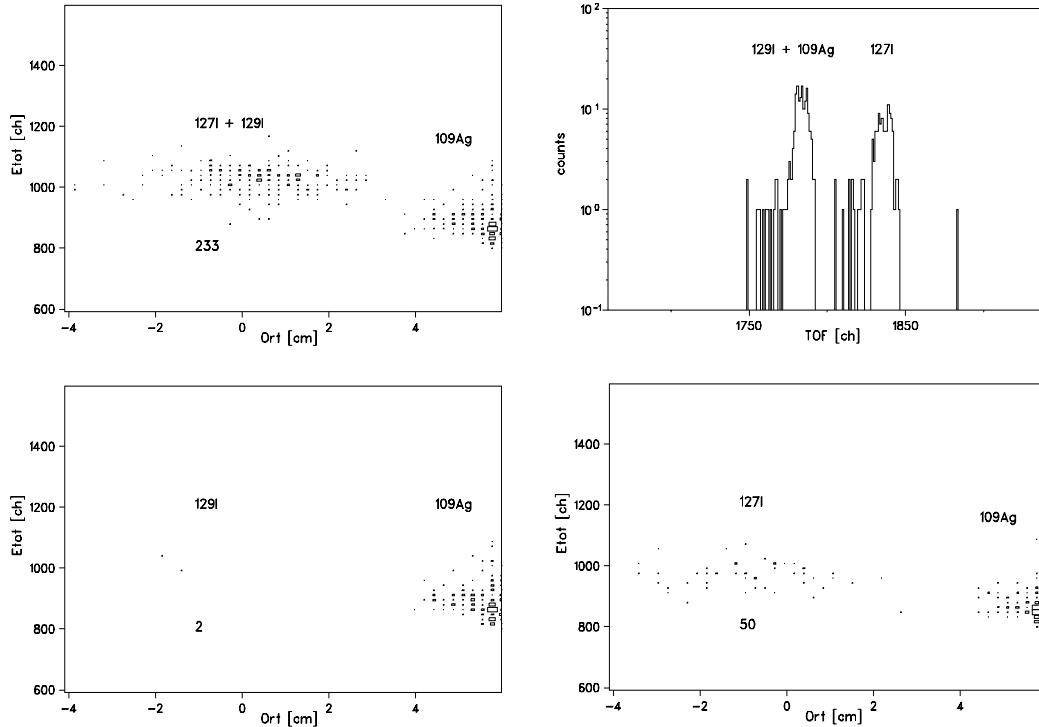 1400
1200
1000
800
600
Etot [ch]
127I + 129I
109Ag
233
-4
-2
0
2
4
Ort [cm]
10²
10¹
10⁰
10⁻¹
counts
129I + 109Ag
127I
1750
1850
TOF [ch]
1400
1200
1000
800
600
Etot [ch]
129I
109Ag
2
-4
-2
0
2
4
Ort [cm]
1400
1200
1000
800
600
Etot [ch]
127I
109Ag
50
-4
-2
0
2
4
Ort [cm]